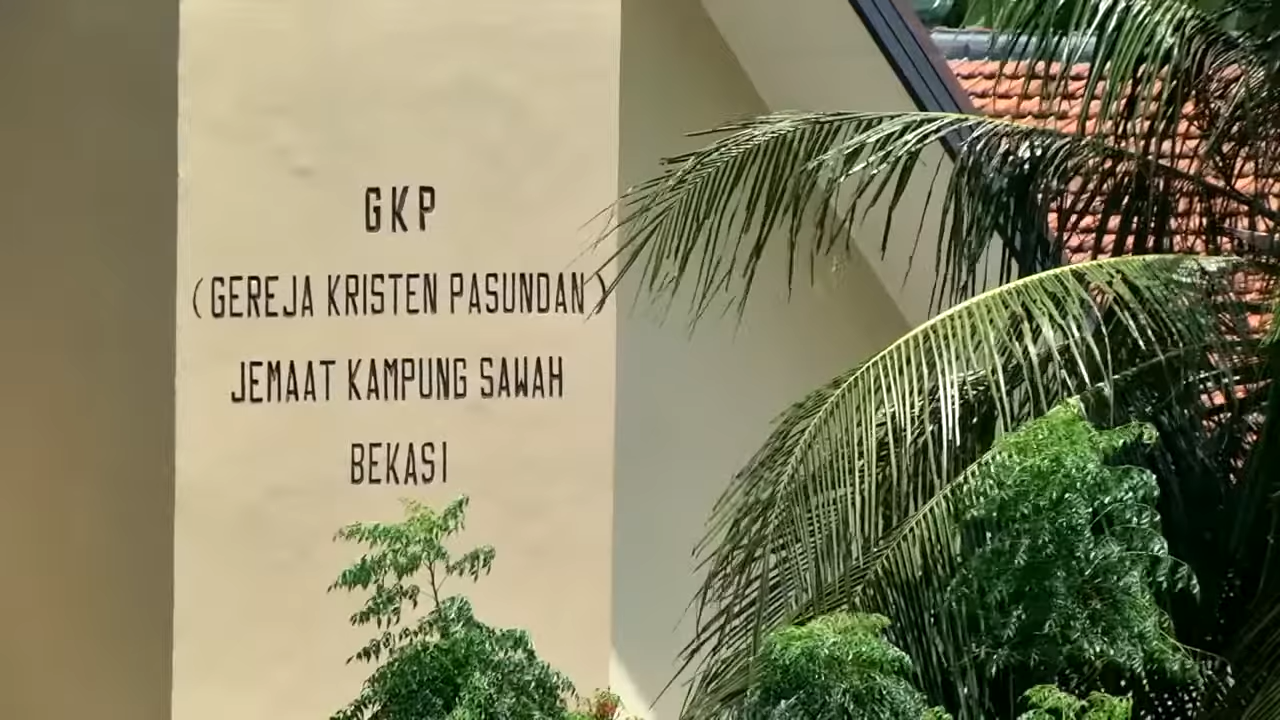 GKP
(GEREJA KRISTEN PASUNDAN)
JEMAAT KAMPUNG SAWAH
BEKASI